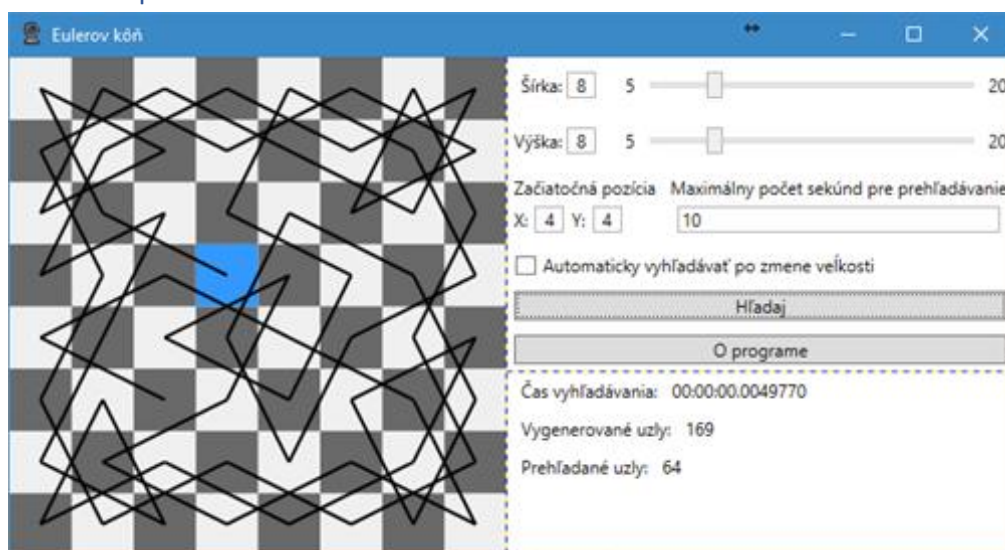 Eulerov kôň
Šírka: 8 5 20
Výška: 8 5 20
Začiatočná pozícia Maximálny počet sekúnd pre prehľadávanie
X: 4 Y: 4 10
Automaticky vyhľadávať po zmene veľkosti
Hľadaj
O programe
Čas vyhľadávania: 00:00:00.0049770
Vygenerované uzly: 169
Prehľadané uzly: 64